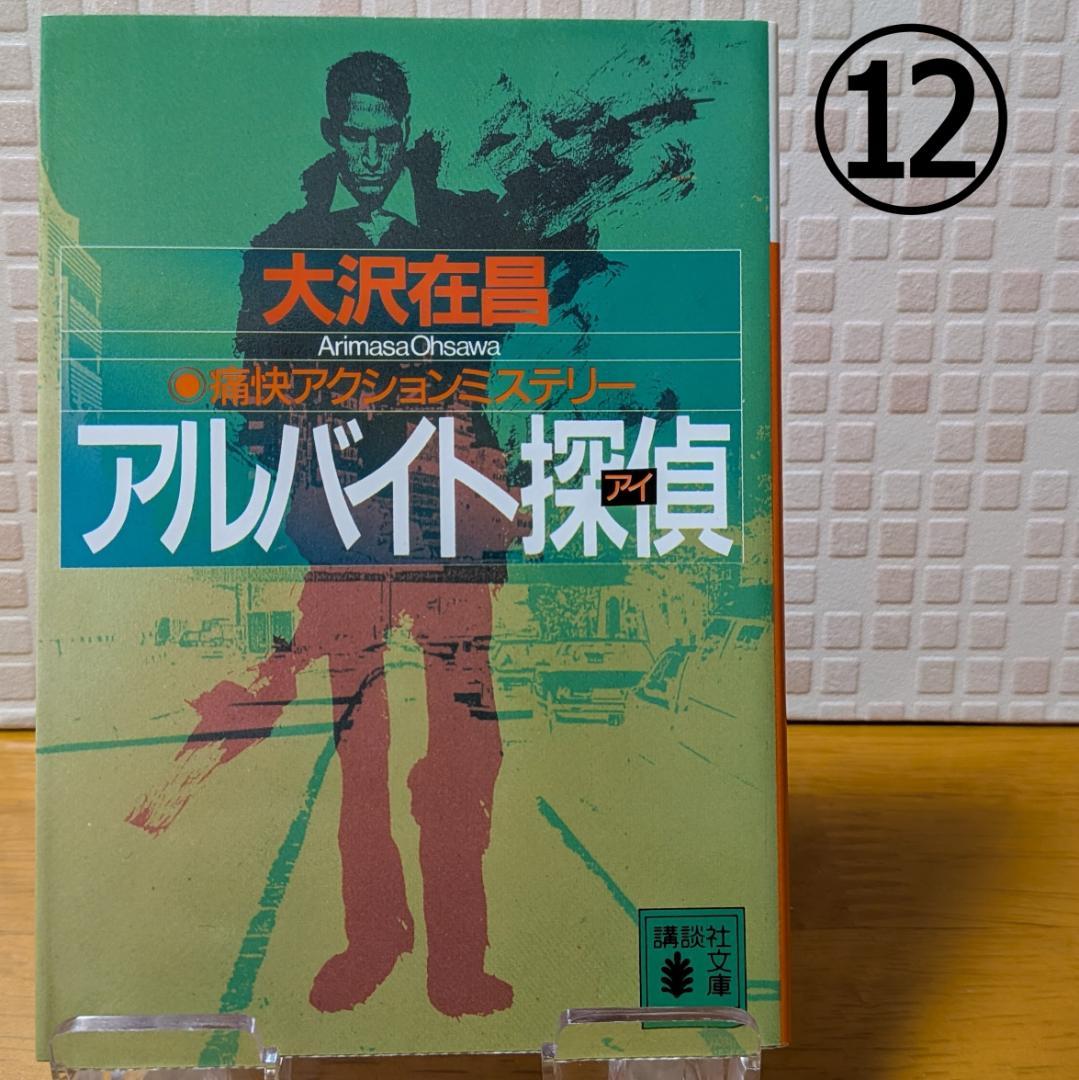 ⑫
大沢在昌
Arimasa Ohsawa
◉痛快アクションミステリー
アルバイト探偵
アイ
講談社
文庫